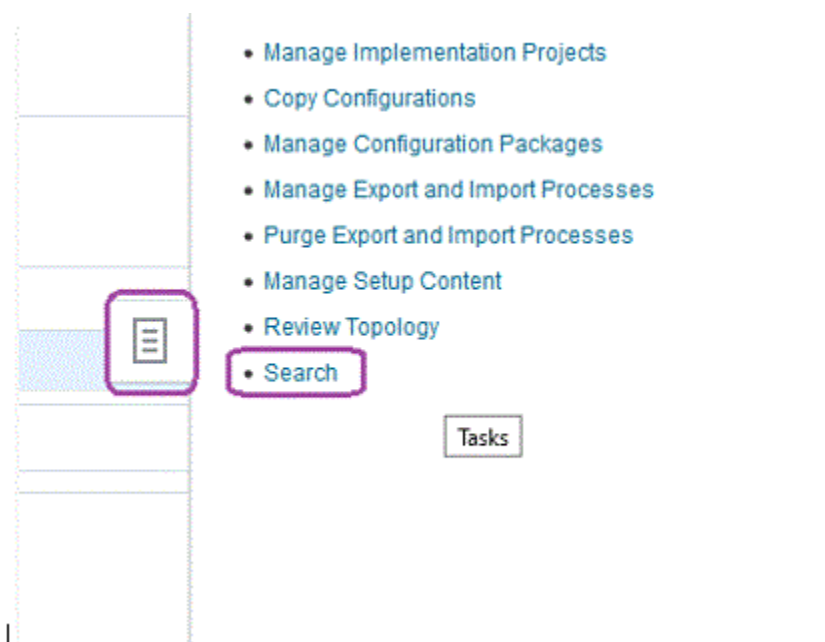 Manage Implementation Projects
Copy Configurations
Manage Configuration Packages
Manage Export and Import Processes
Purge Export and Import Processes
Manage Setup Content
Review Topology
Search
Tasks